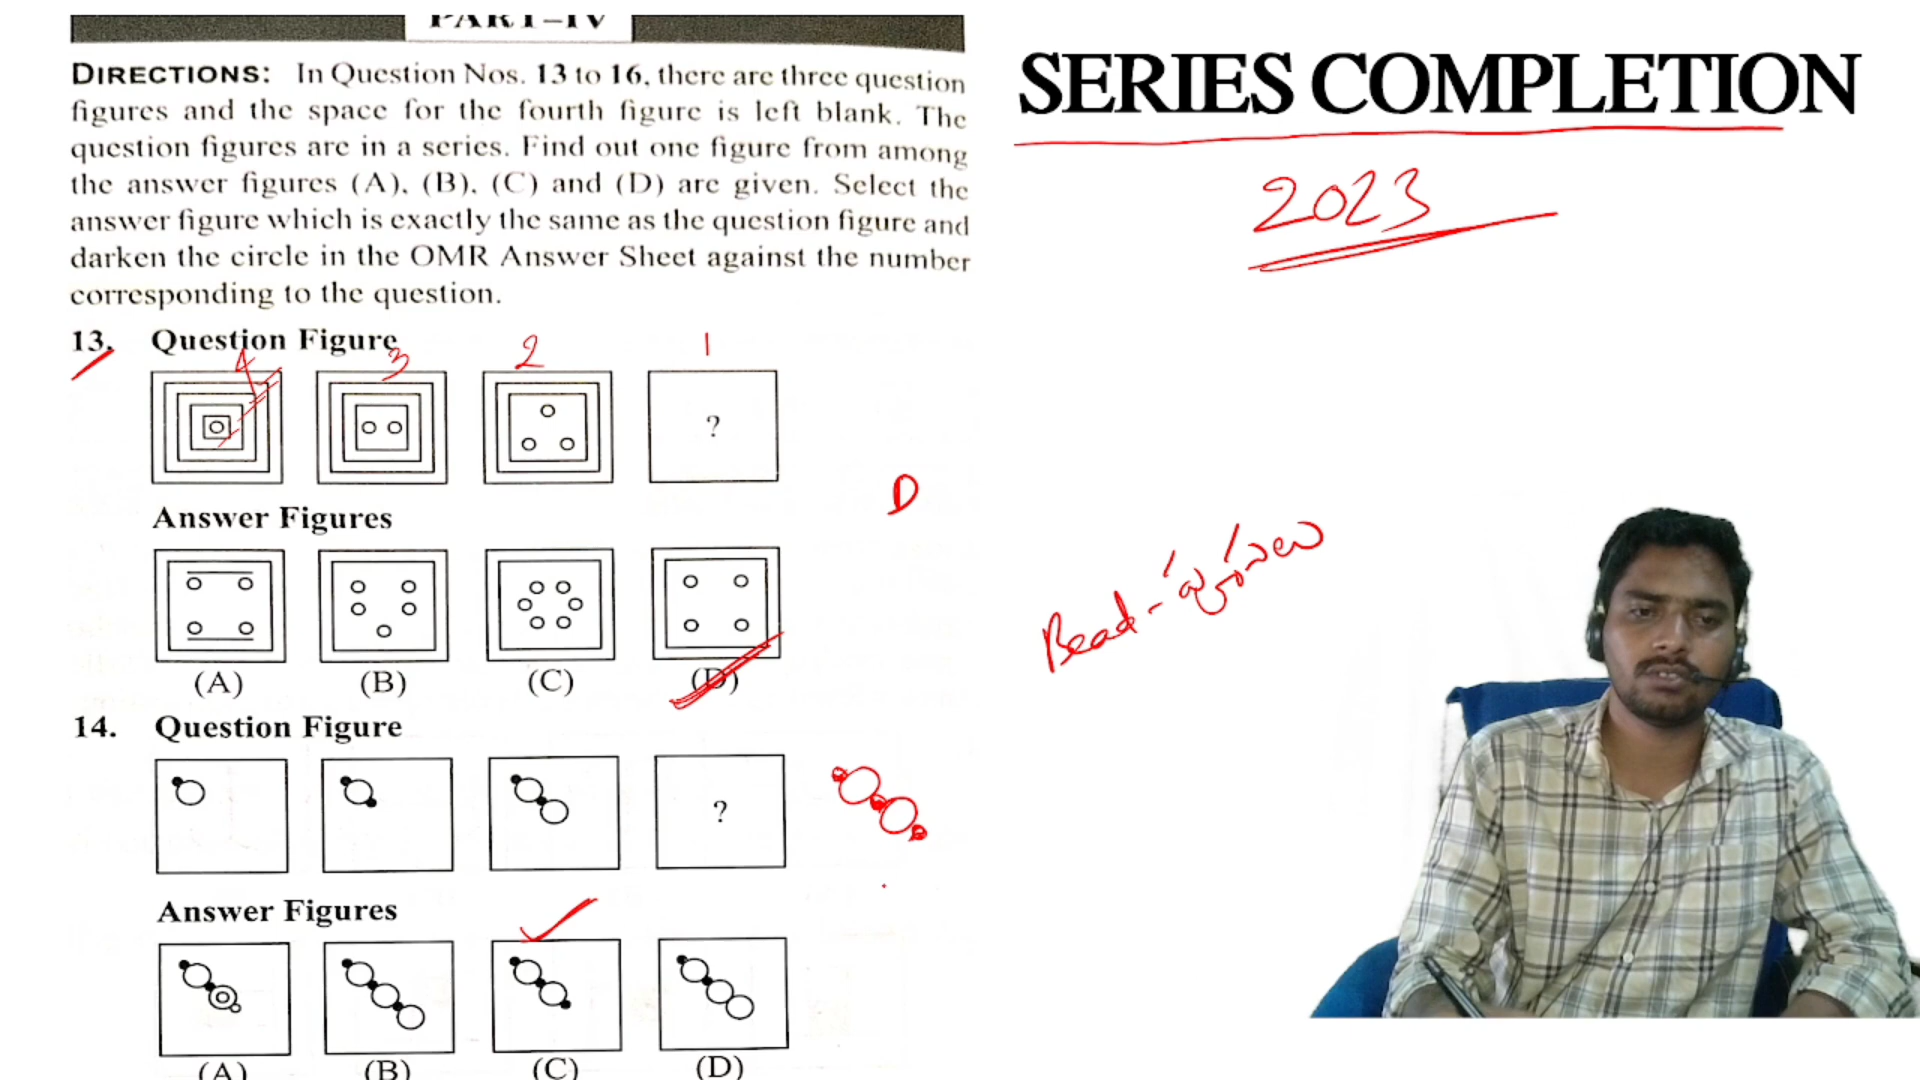 PART–IV
DIRECTIONS: In Question Nos. 13 to 16, there are three question
figures and the space for the fourth figure is left blank. The
question figures are in a series. Find out one figure from among
the answer figures (A), (B), (C) and (D) are given. Select the
answer figure which is exactly the same as the question figure and
darken the circle in the OMR Answer Sheet against the number
corresponding to the question.
13. Question Figure
4 3 2 1
?
Answer Figures
(A) (B) (C) (D)
D
14. Question Figure
?
Answer Figures
(A) (B) (C) (D)
SERIES COMPLETION
2023
Bead -